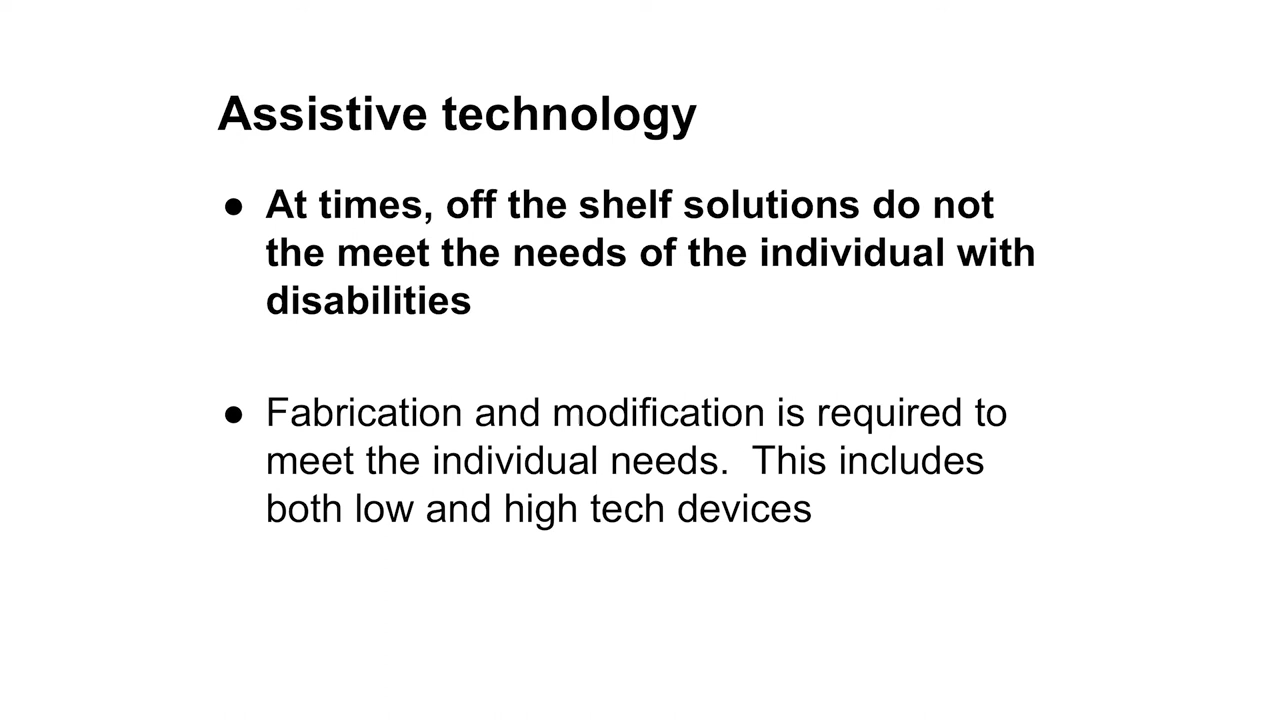 Assistive technology
● At times, off the shelf solutions do not
the meet the needs of the individual with
disabilities
● Fabrication and modification is required to
meet the individual needs.  This includes
both low and high tech devices